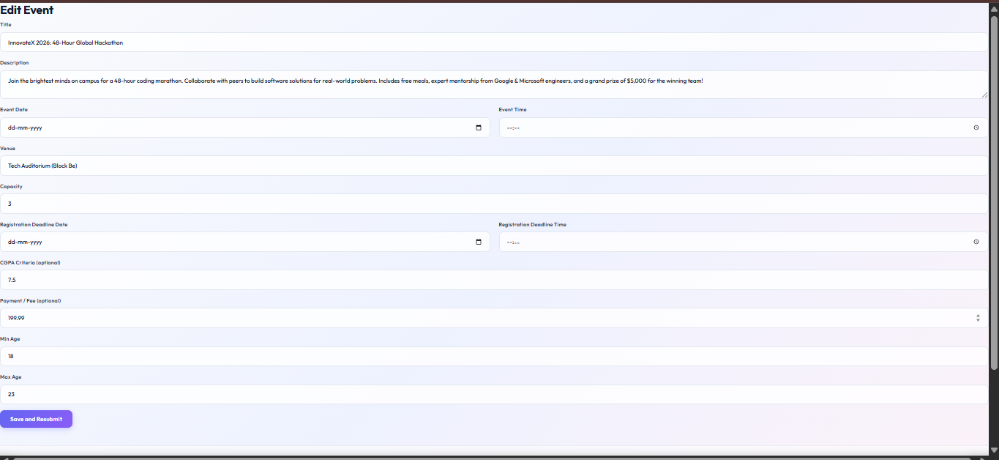 Edit Event
Title
InnovateX 2026: 48-Hour Global Hackathon
Description
Join the brightest minds on campus for a 48-hour coding marathon. Collaborate with peers to build software solutions for real-world problems. Includes free meals, expert mentorship from Google & Microsoft engineers, and a grand prize of $5,000 for the winning team!
Event Date Event Time
dd-mm-yyyy --:--
Venue
Tech Auditorium (Block Be)
Capacity
3
Registration Deadline Date Registration Deadline Time
dd-mm-yyyy --:--
CGPA Criteria (optional)
7.5
Payment / Fee (optional)
199.99
Min Age
18
Max Age
23
Save and Resubmit